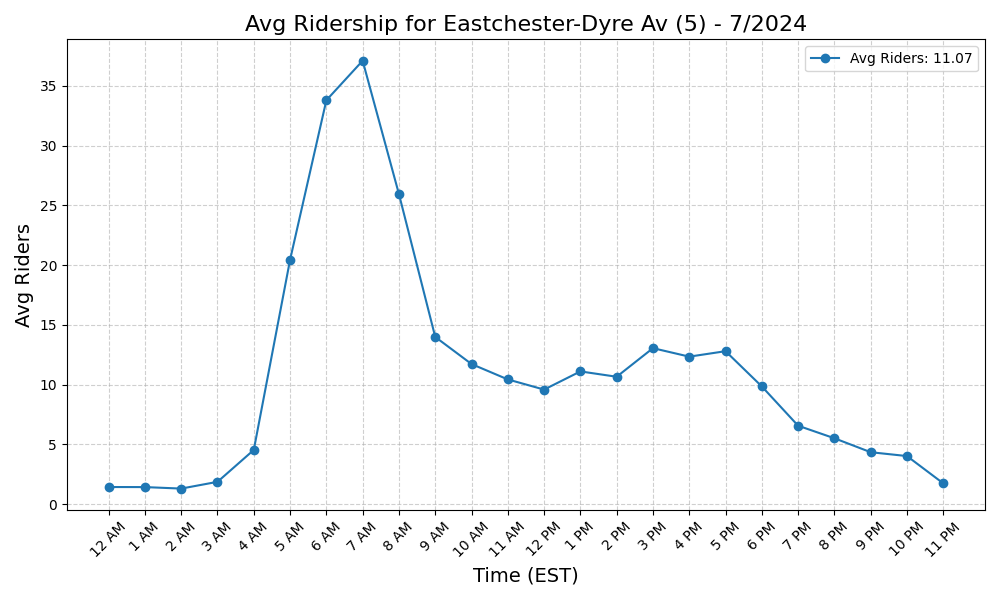 Avg Ridership for Eastchester-Dyre Av (5) - 7/2024
Avg Riders: 11.07
Avg Riders
35
30
25
20
15
10
5
0
12 AM
1 AM
2 AM
3 AM
4 AM
5 AM
6 AM
7 AM
8 AM
9 AM
10 AM
11 AM
12 PM
1 PM
2 PM
3 PM
4 PM
5 PM
6 PM
7 PM
8 PM
9 PM
10 PM
11 PM
Time (EST)